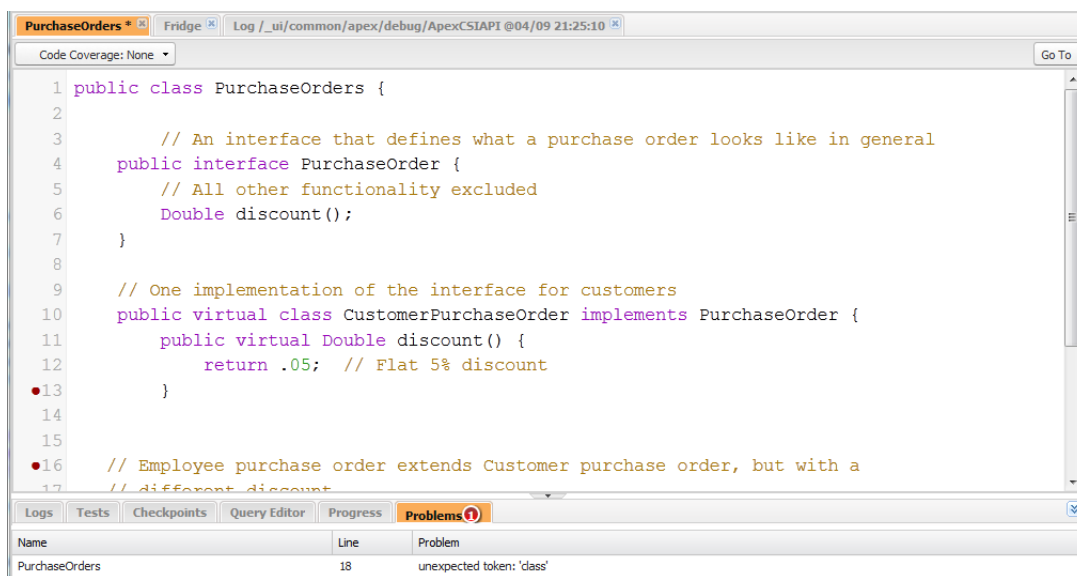 PurchaseOrders * Fridge Log /_ui/common/apex/debug/ApexCSIAPI @04/09 21:25:10
Code Coverage: None Go To
1 public class PurchaseOrders {
2
3 // An interface that defines what a purchase order looks like in general
4 public interface PurchaseOrder {
5 // All other functionality excluded
6 Double discount();
7 }
8
9 // One implementation of the interface for customers
10 public virtual class CustomerPurchaseOrder implements PurchaseOrder {
11 public virtual Double discount() {
12 return .05; // Flat 5% discount
13 }
14
15
16 // Employee purchase order extends Customer purchase order, but with a
17 // different discount
Logs Tests Checkpoints Query Editor Progress Problems 1
Name Line Problem
PurchaseOrders 18 unexpected token: 'class'